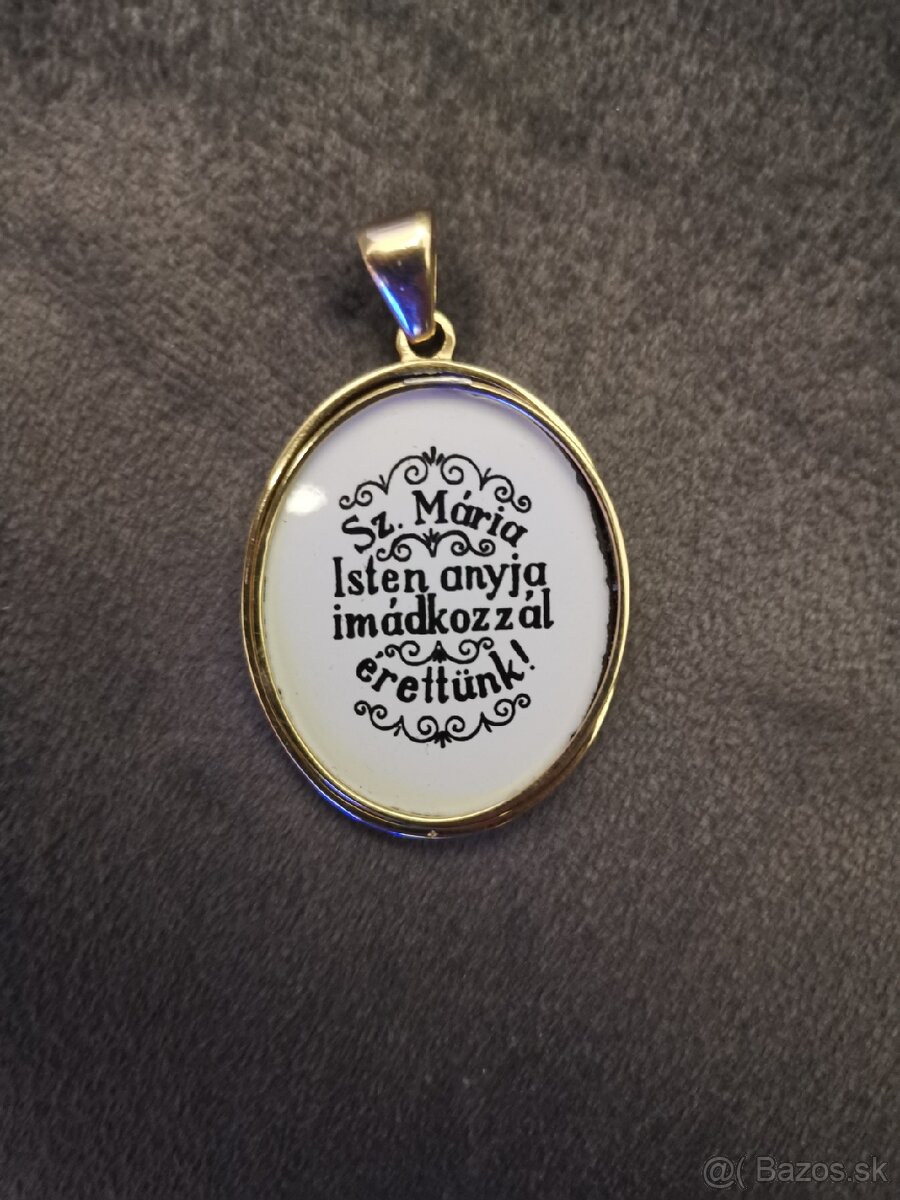 Sz. Mária
Isten anyja
imádkozzál
érettünk!
@( Bazos.sk